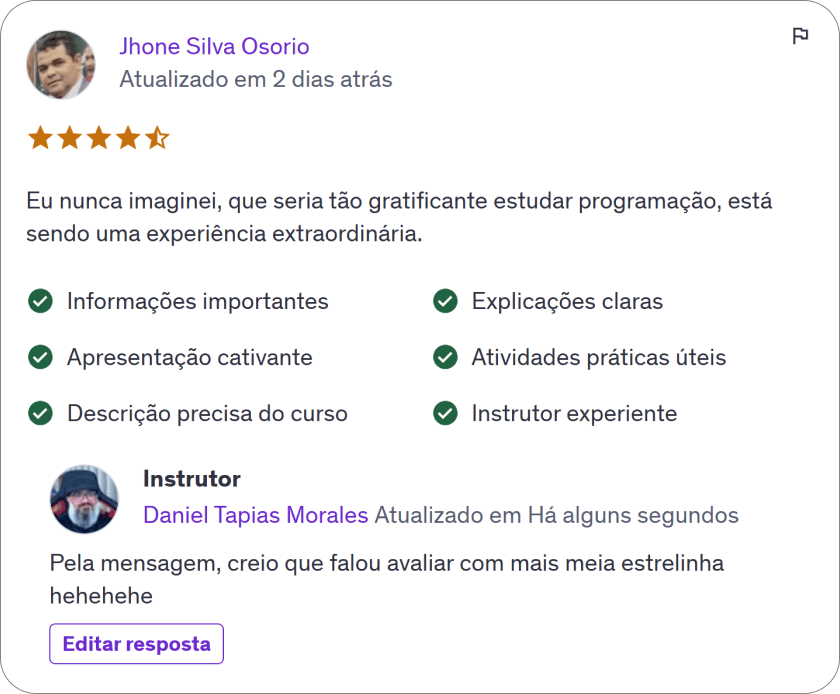 Jhone Silva Osorio
Atualizado em 2 dias atrás
Eu nunca imaginei, que seria tão gratificante estudar programação, está
sendo uma experiência extraordinária.
Informações importantes
Explicações claras
Apresentação cativante
Atividades práticas úteis
Descrição precisa do curso
Instrutor experiente
Instrutor
Daniel Tapias Morales Atualizado em Há alguns segundos
Pela mensagem, creio que falou avaliar com mais meia estrelinha
hehehehe
Editar resposta